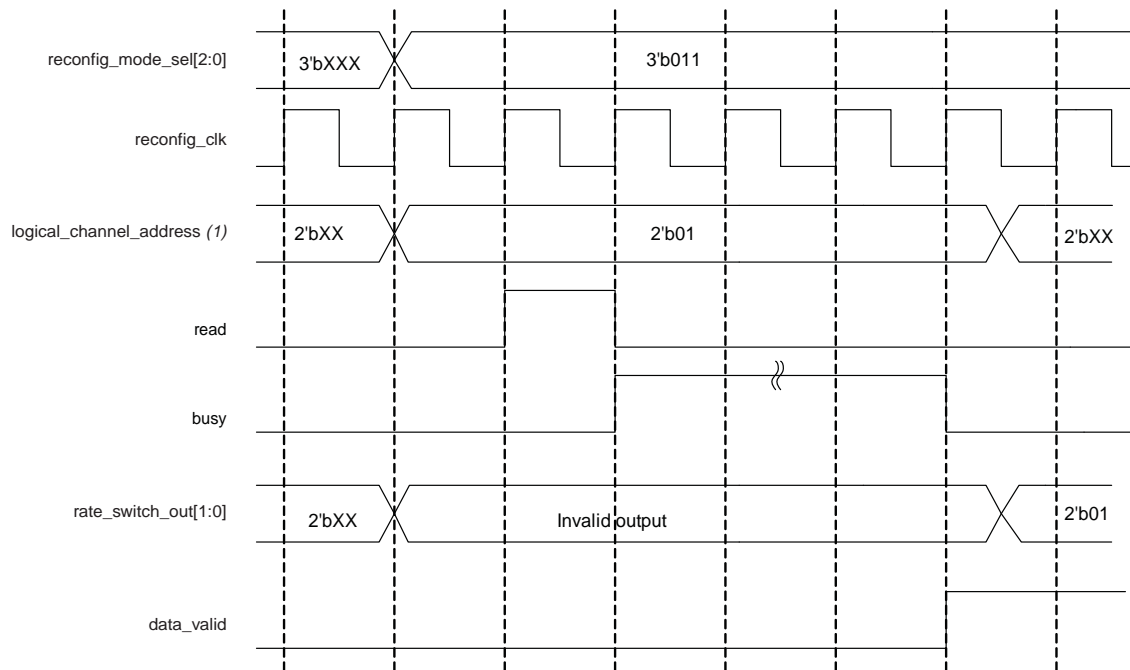 reconfig_mode_sel[2:0] 3'bXXX 3'b011
reconfig_clk
logical_channel_address (1) 2'bXX 2'b01 2'bXX
read
busy
rate_switch_out[1:0] 2'bXX Invalid output 2'b01
data_valid